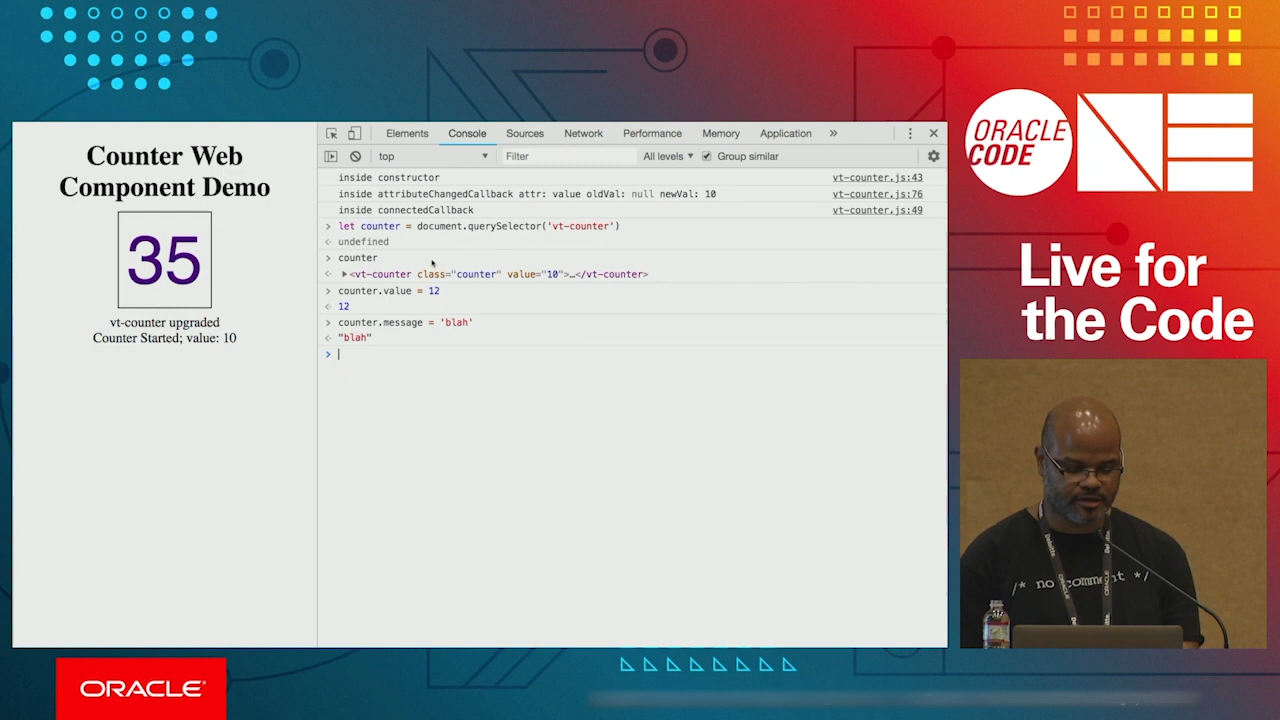 Counter Web
Component Demo
35
vt-counter upgraded
Counter Started; value: 10
Elements Console Sources Network Performance Memory Application »
top Filter All levels Group similar
inside constructor vt-counter.js:43
inside attributeChangedCallback attr: value oldVal: null newVal: 10 vt-counter.js:76
inside connectedCallback vt-counter.js:49
> let counter = document.querySelector('vt-counter')
undefined
> counter
<vt-counter class="counter" value="10">…</vt-counter>
> counter.value = 12
12
> counter.message = 'blah'
"blah"
>
ORACLE
CODE
ONE
Live for
the Code
/* no comment */
ORACLE
Deloitte.
ORACLE
ORACLE®